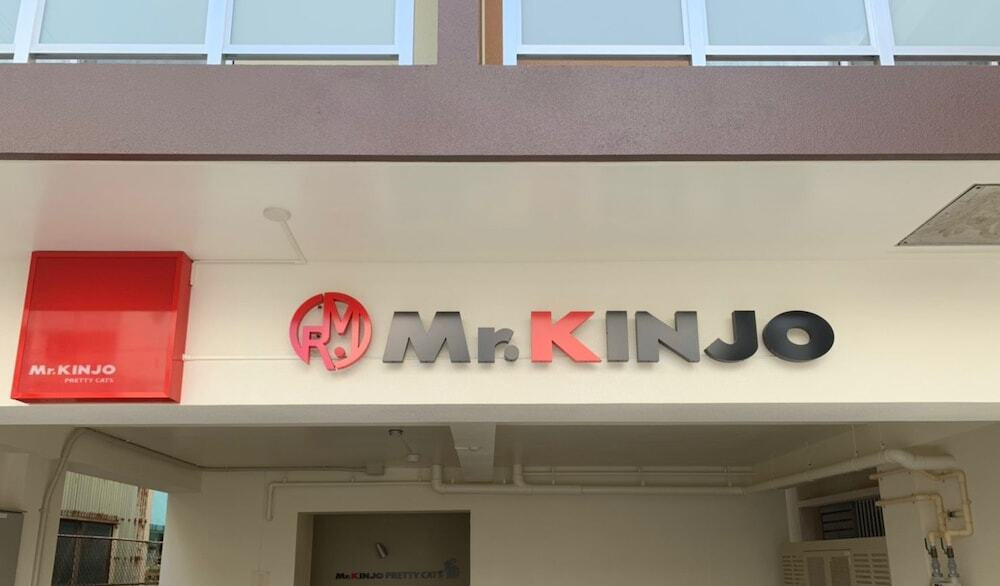 Mr.KINJO
PRETTY CATS
RM Mr.KINJO
Mr.KINJO PRETTY CATS